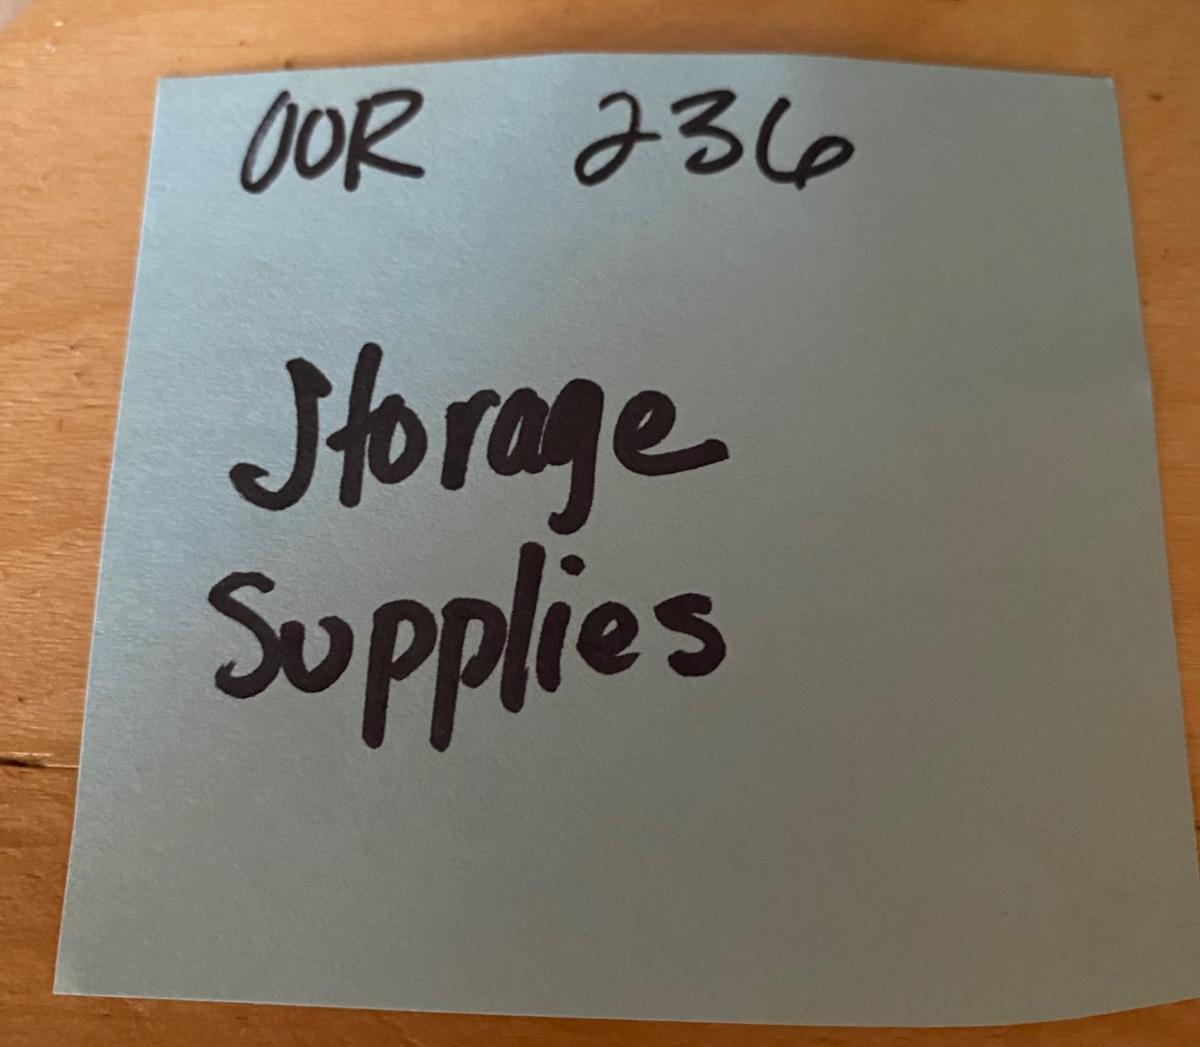 OOR 236
Storage
Supplies